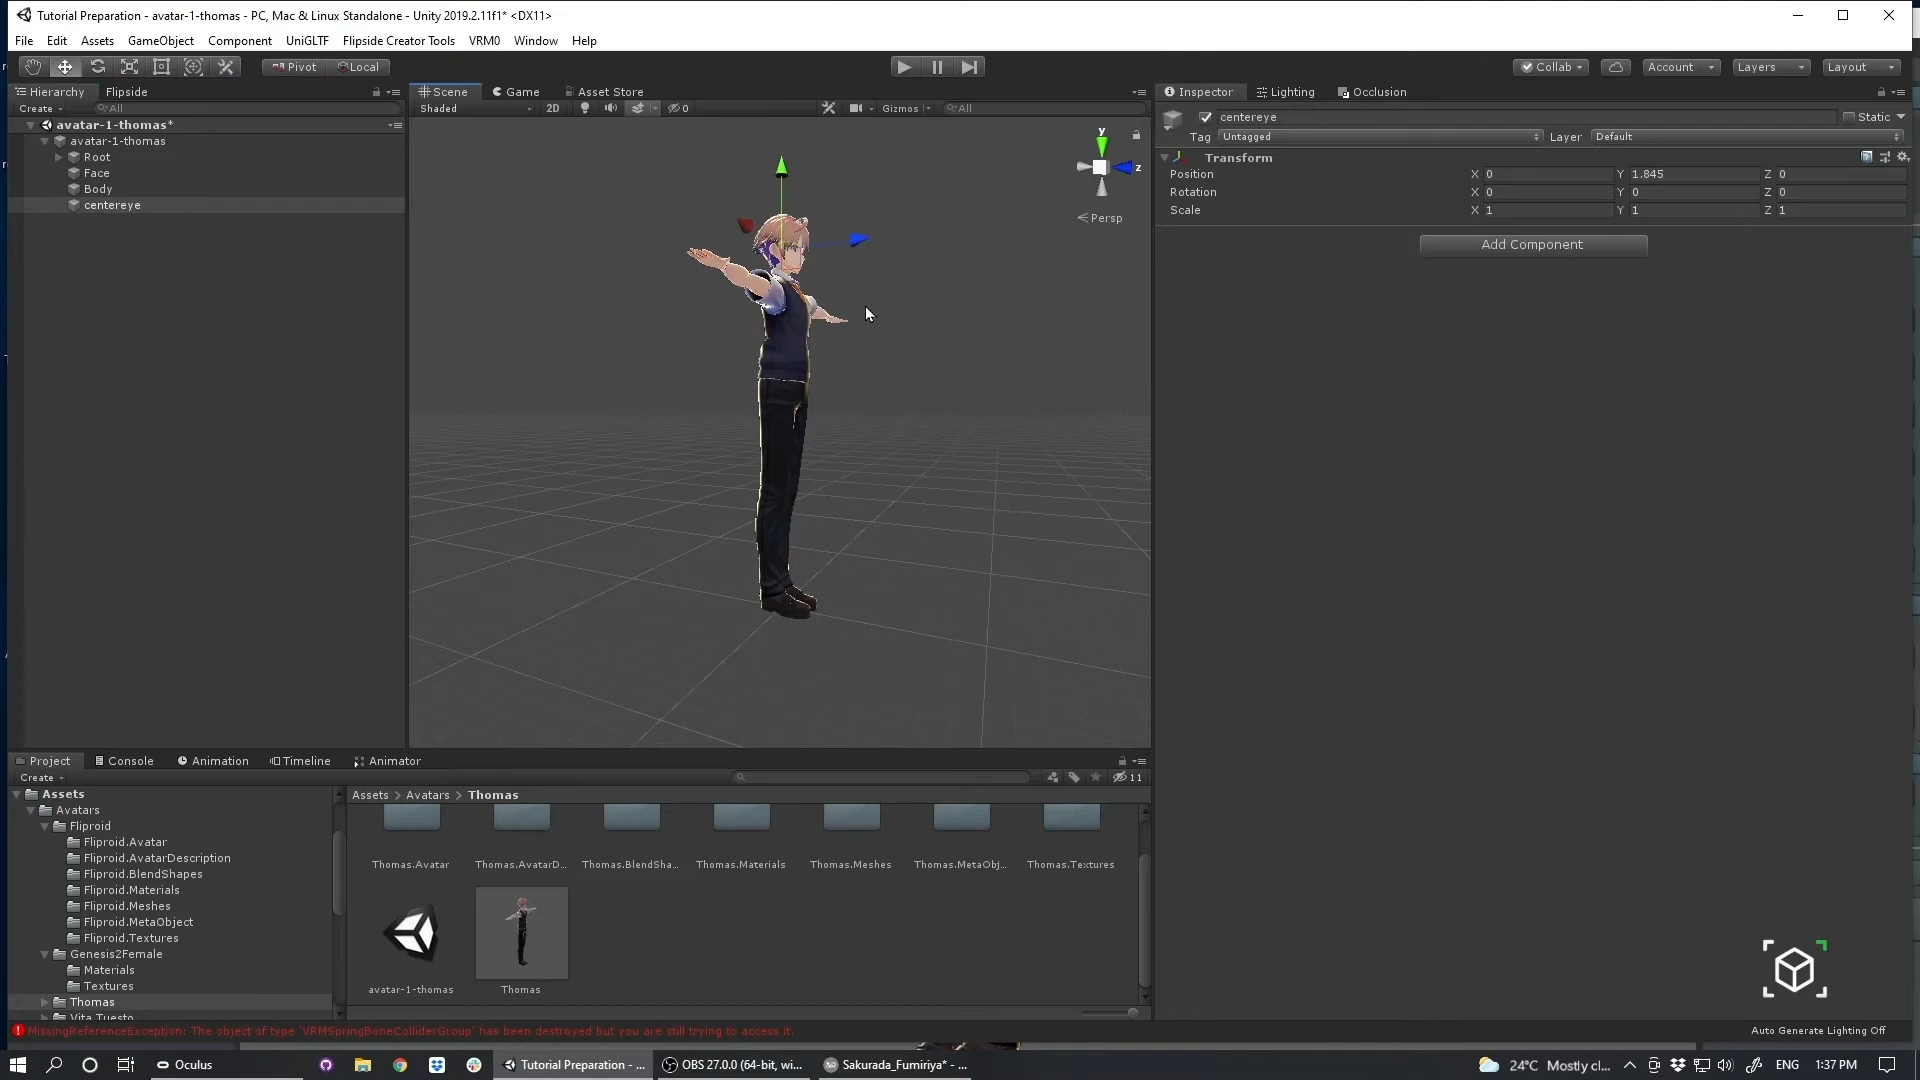 Tutorial Preparation - avatar-1-thomas - PC, Mac & Linux Standalone - Unity 2019.2.11f1* <DX11>
File Edit Assets GameObject Component UniGLTF Flipside Creator Tools VRM0 Window Help
Pivot Local Collab Account Layers Layout
Hierarchy Flipside
Create All
avatar-1-thomas*
avatar-1-thomas
Root
Face
Body
centereye
Scene Game Asset Store
Shaded 2D 0 Gizmos All
y
z
Persp
Inspector Lighting Occlusion
centereye Static
Tag Untagged Layer Default
Transform
Position X 0 Y 1.845 Z 0
Rotation X 0 Y 0 Z 0
Scale X 1 Y 1 Z 1
Add Component
Project Console Animation Timeline Animator
Create 11
Assets
Avatars
Fliproid
Fliproid.Avatar
Fliproid.AvatarDescription
Fliproid.BlendShapes
Fliproid.Materials
Fliproid.Meshes
Fliproid.MetaObject
Fliproid.Textures
Genesis2Female
Materials
Textures
Thomas
Vita Tuesto
Assets > Avatars > Thomas
Thomas.Avatar Thomas.AvatarD... Thomas.BlendSha... Thomas.Materials Thomas.Meshes Thomas.MetaObj... Thomas.Textures
avatar-1-thomas Thomas
MissingReferenceException: The object of type 'VRMSpringBoneColliderGroup' has been destroyed but you are still trying to access it.
Auto Generate Lighting Off
Oculus Tutorial Preparation - ... OBS 27.0.0 (64-bit, wi... Sakurada_Fumiriya* - ... 24°C Mostly cl... ENG 1:37 PM